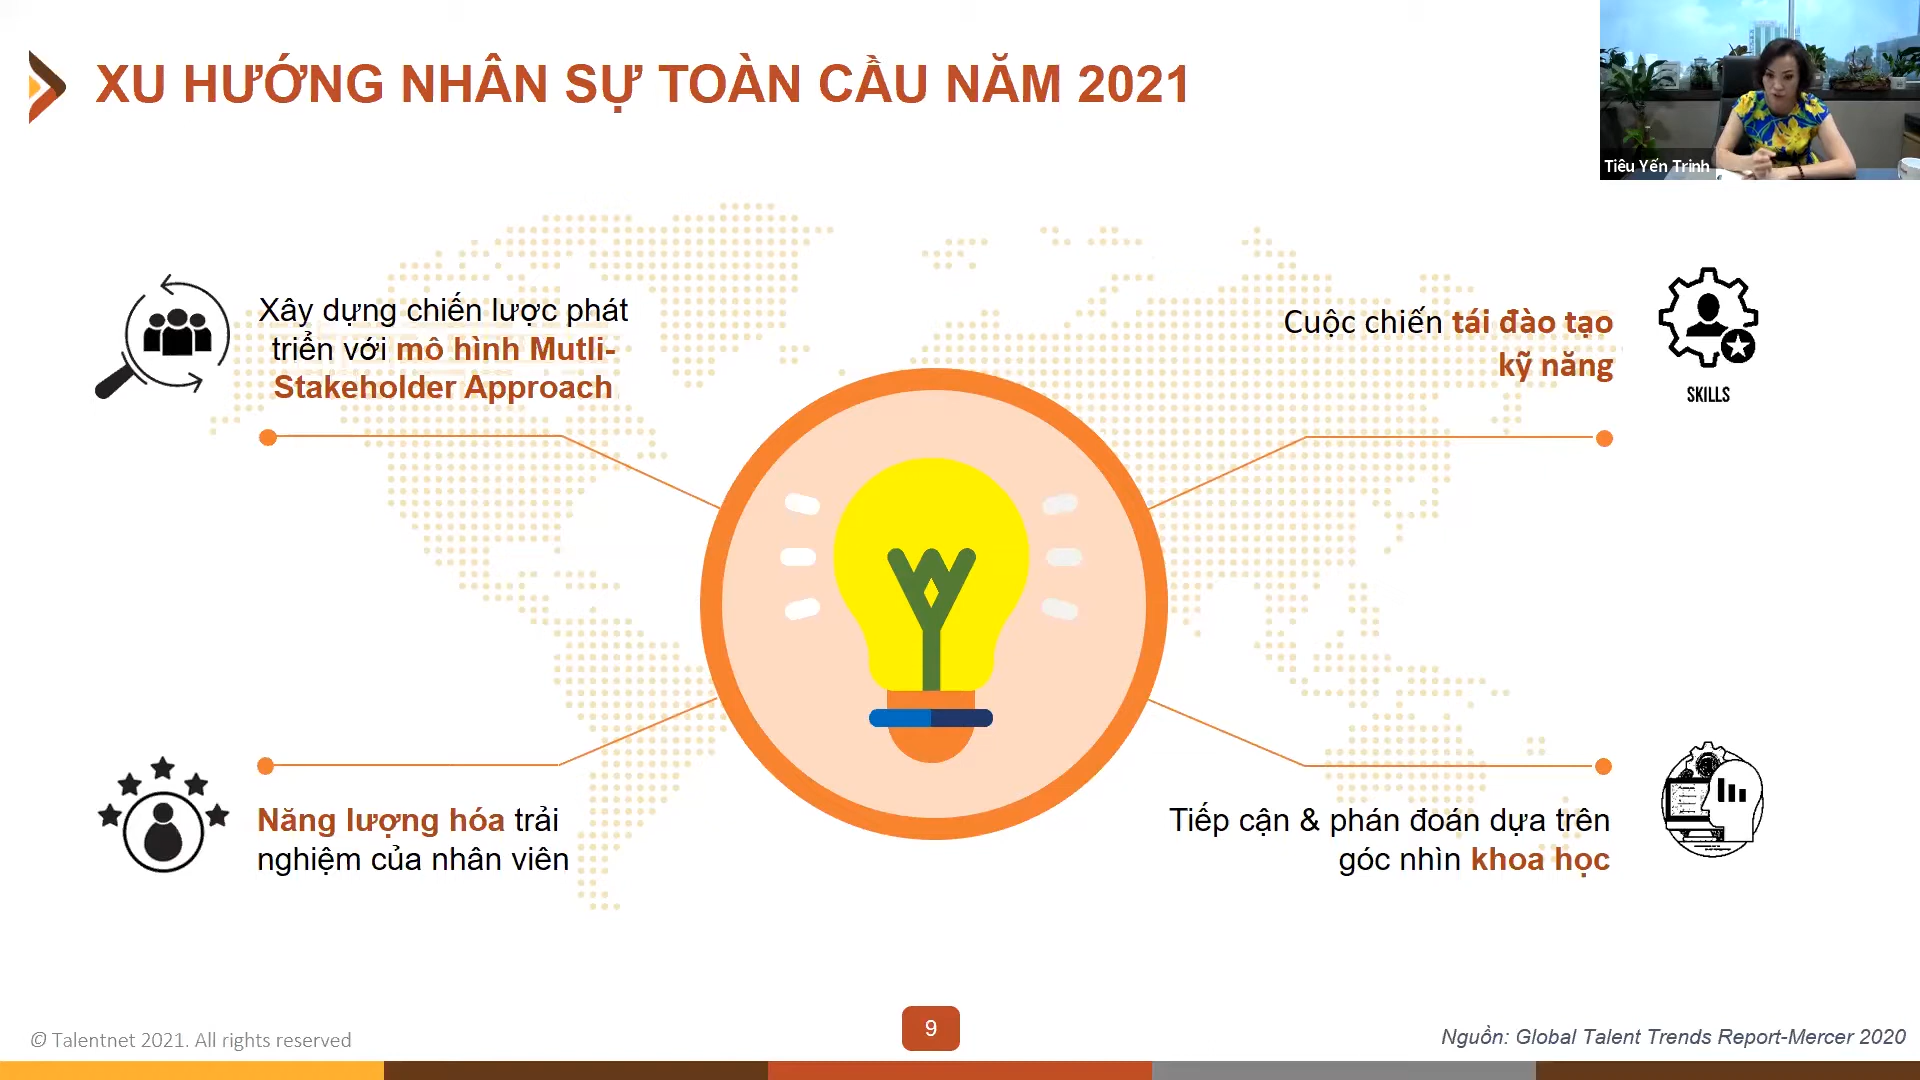 XU HƯỚNG NHÂN SỰ TOÀN CẦU NĂM 2021
Tiêu Yến Trinh
Xây dựng chiến lược phát
triển với mô hình Mutli-
Stakeholder Approach
Cuộc chiến tái đào tạo
kỹ năng
SKILLS
Năng lượng hóa trải
nghiệm của nhân viên
Tiếp cận & phán đoán dựa trên
góc nhìn khoa học
© Talentnet 2021. All rights reserved
9
Nguồn: Global Talent Trends Report-Mercer 2020